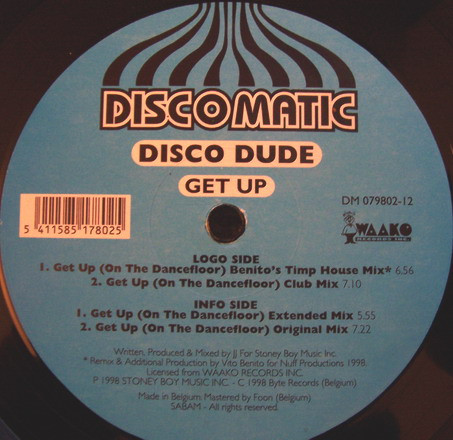 DISCOMATIC
DISCO DUDE
GET UP
DM 079802-12
5 411585 178025
WAAKO
RECORDS INC.
LOGO SIDE
1. Get Up (On The Dancefloor) Benito's Timp House Mix* 6.56
2. Get Up (On The Dancefloor) Club Mix 7.10
INFO SIDE
1. Get Up (On The Dancefloor) Extended Mix 5.55
2. Get Up (On The Dancefloor) Original Mix 7.22
Written, Produced & Mixed by JJ For Stoney Boy Music Inc.
* Remix & Additional Production by Vito Benito for Nuff Productions 1998.
Licensed from WAAKO RECORDS INC.
P 1998 STONEY BOY MUSIC INC. - C 1998 Byte Records (Belgium)
Made in Belgium Mastered by Foon (Belgium)
SABAM - All rights reserved.